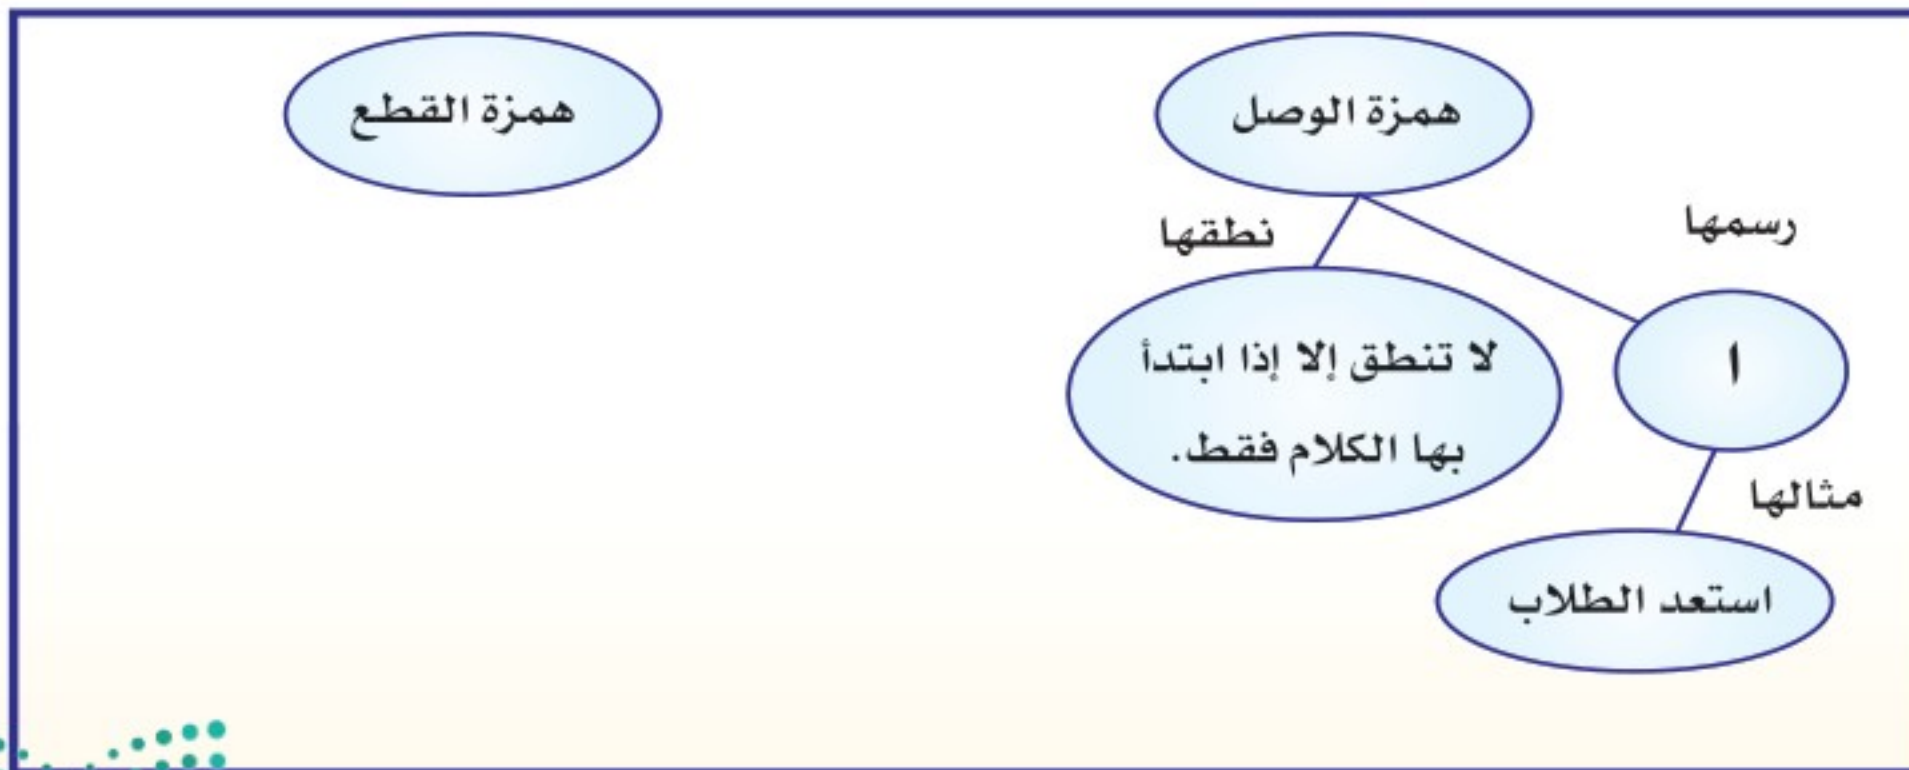 همزة الوصل
همزة القطع
رسمها
نطقها
ا
لا تنطق إلا إذا ابتدأ
بها الكلام فقط.
مثالها
استعد الطلاب